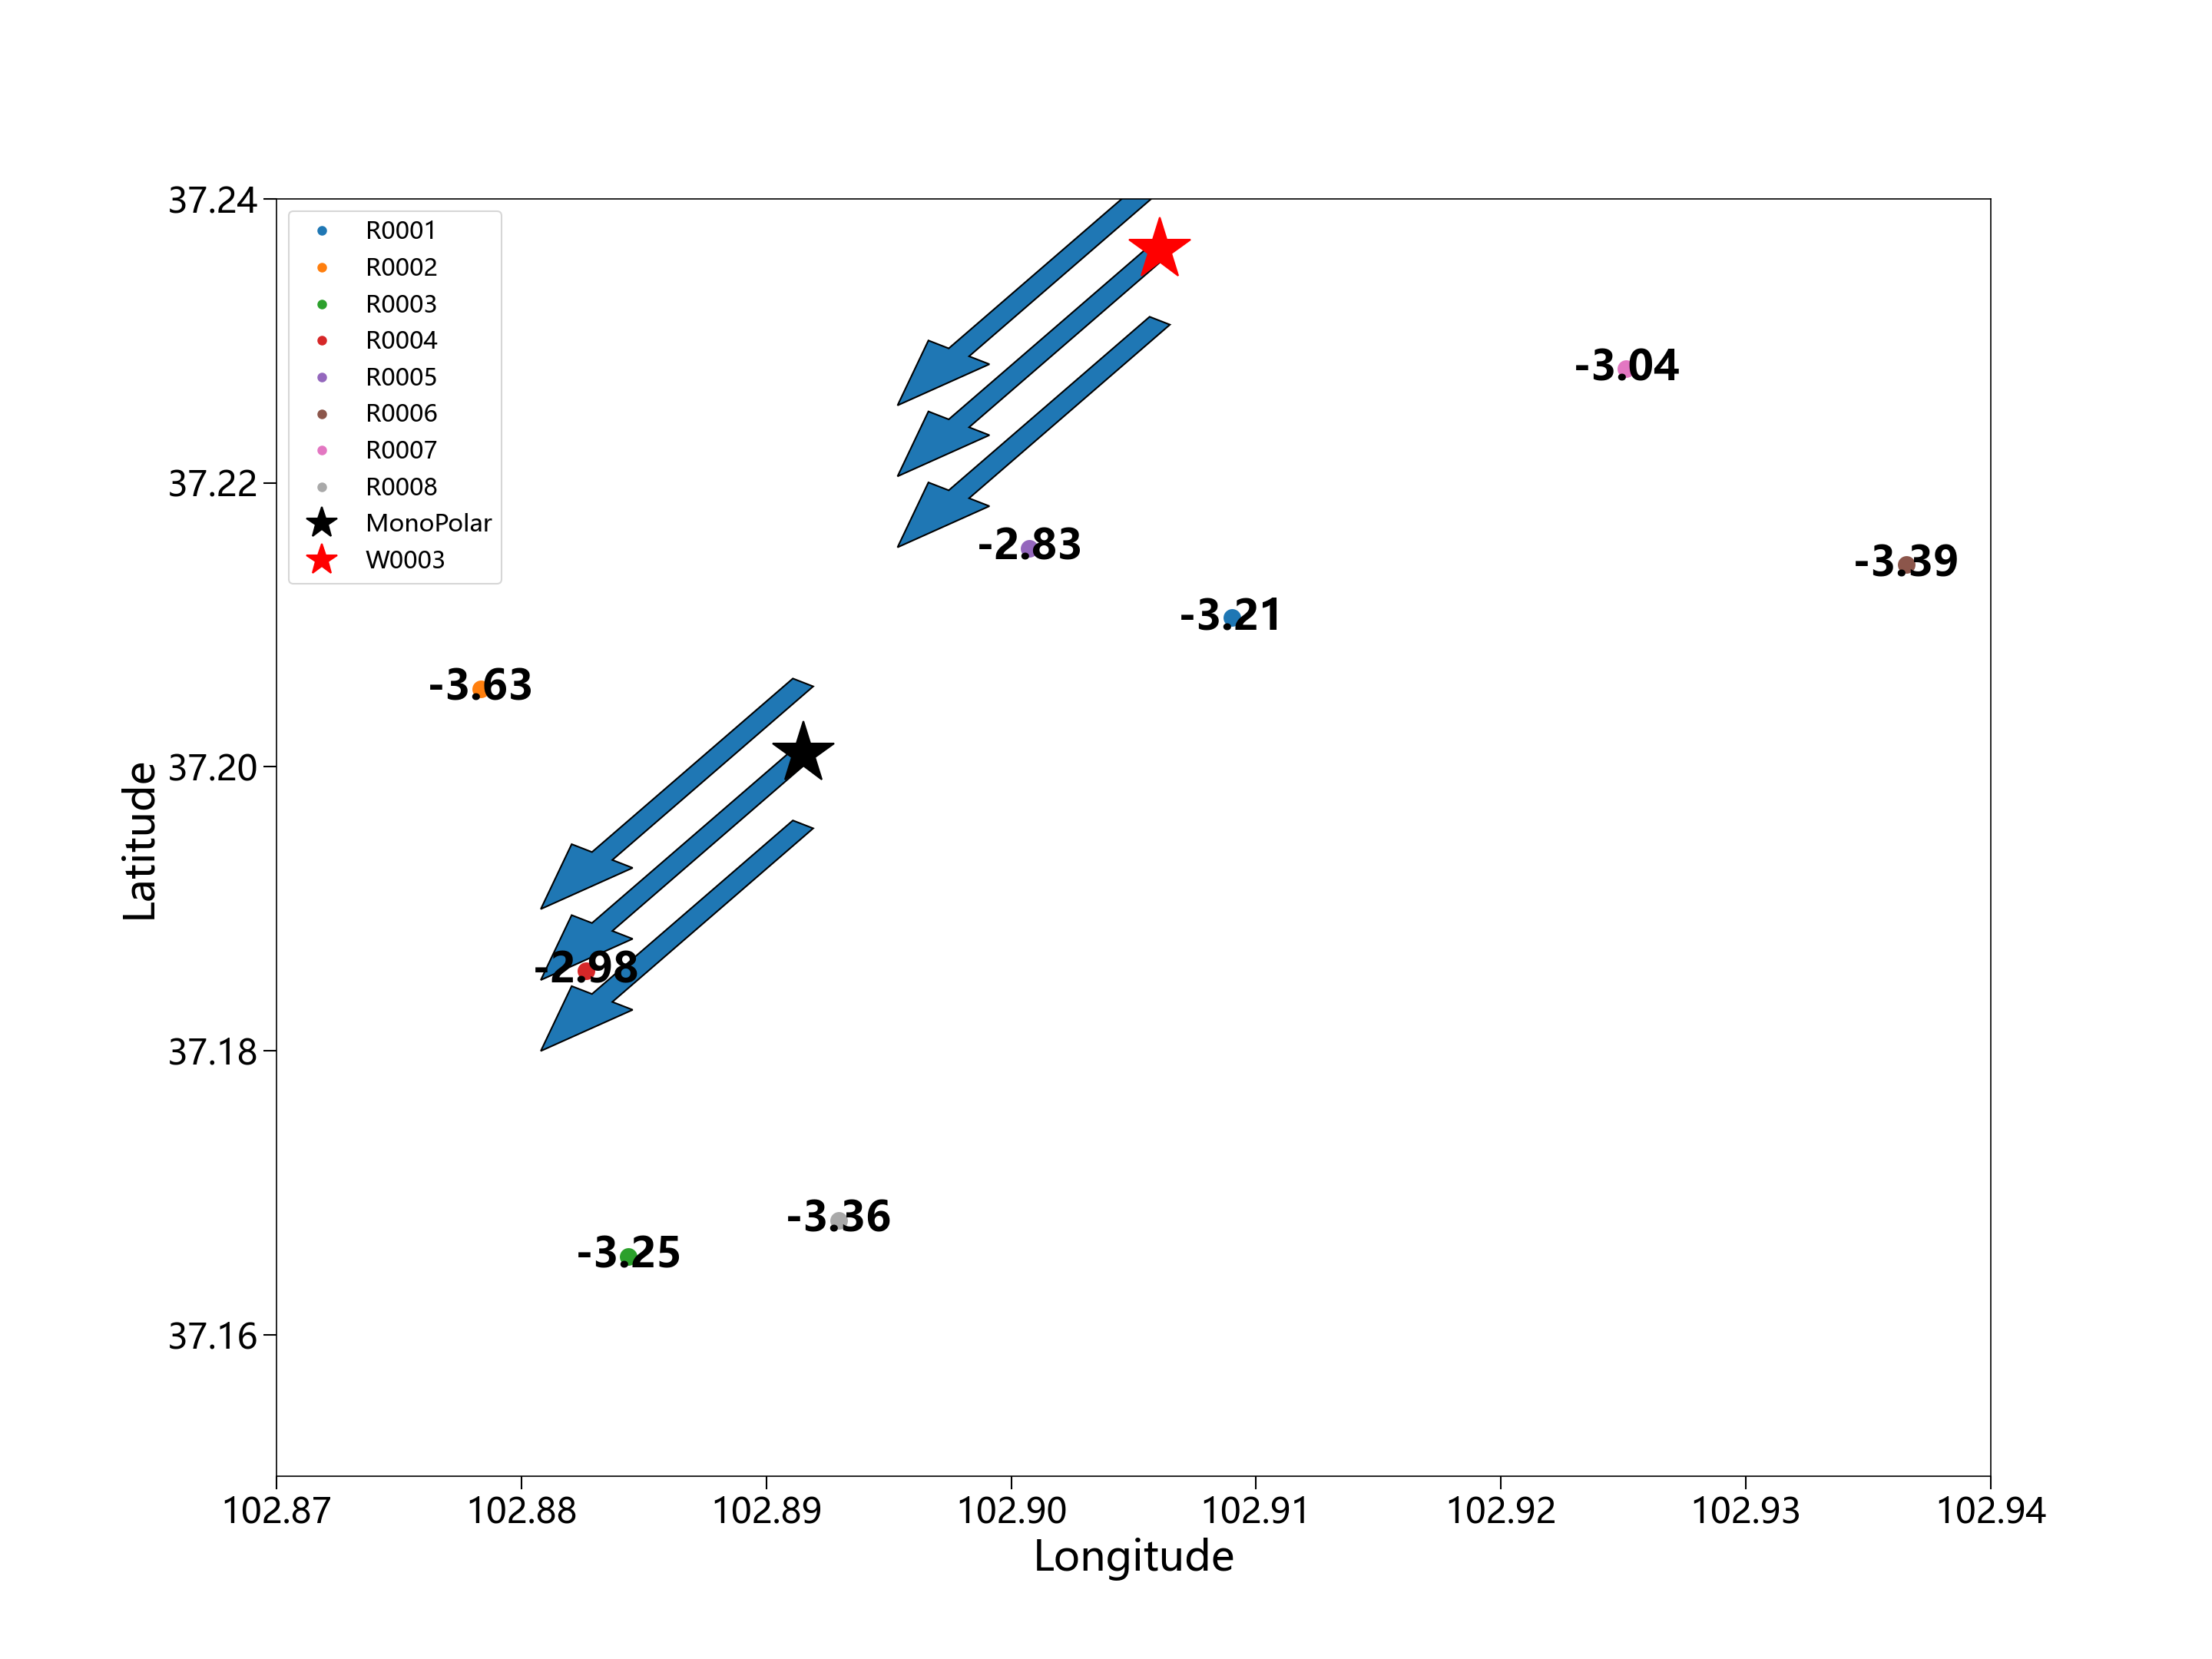 37.24
37.22
37.20
37.18
37.16
Latitude
R0001
R0002
R0003
R0004
R0005
R0006
R0007
R0008
MonoPolar
W0003
-3.04
-2.83
-3.39
-3.21
-3.63
-2.98
-3.36
-3.25
102.87 102.88 102.89 102.90 102.91 102.92 102.93 102.94
Longitude